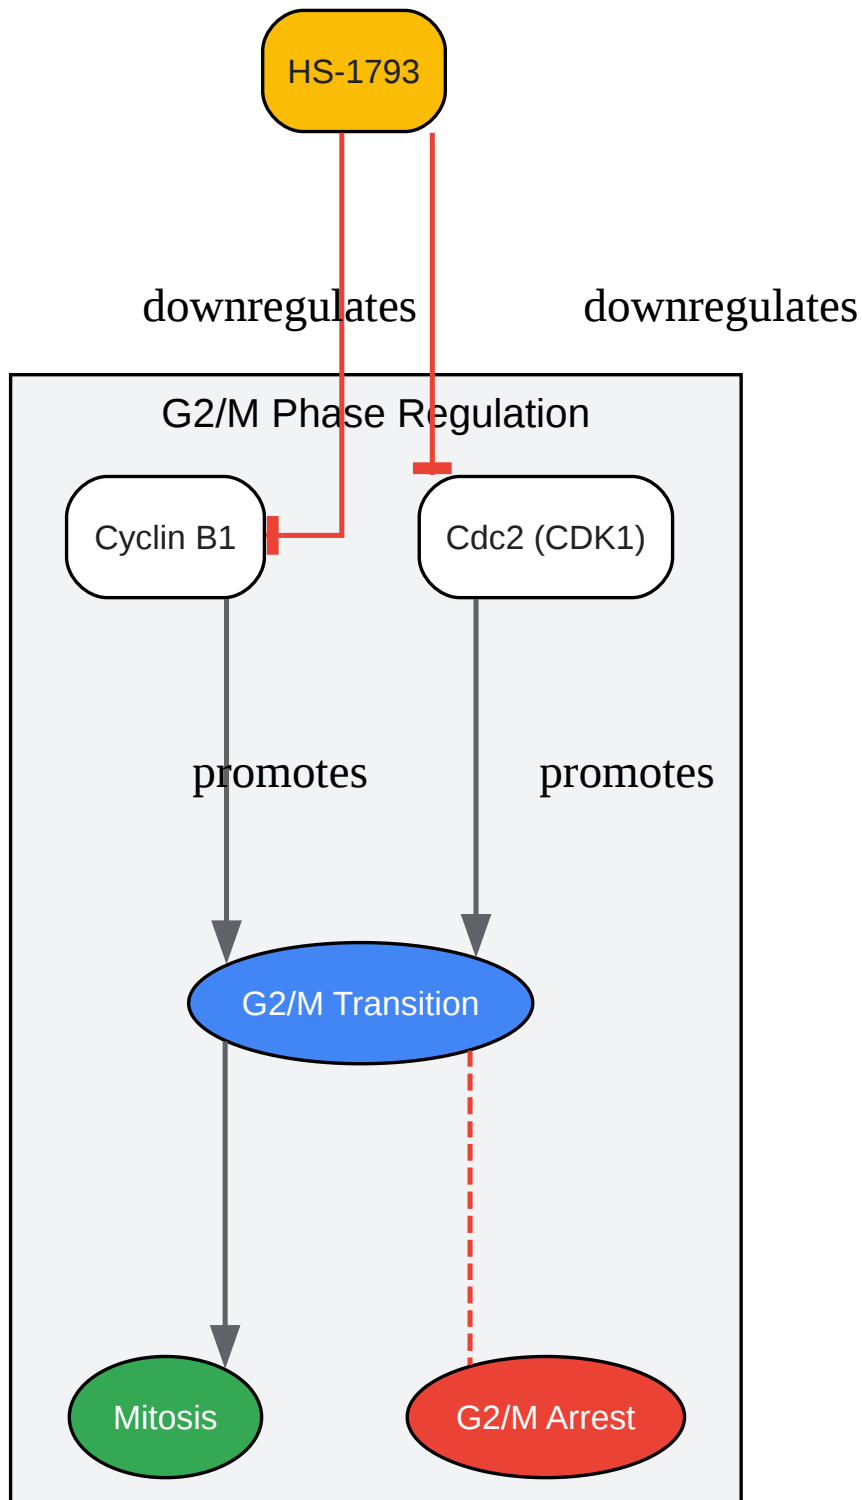 HS-1793
downregulates
downregulates
G2/M Phase Regulation
Cyclin B1
Cdc2 (CDK1)
promotes
promotes
G2/M Transition
Mitosis
G2/M Arrest